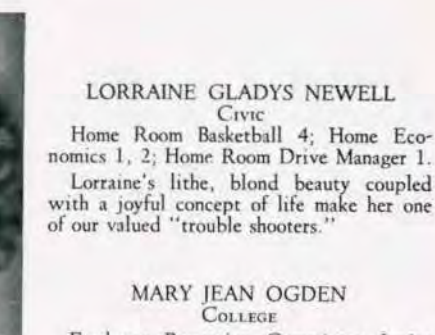 LORRAINE GLADYS NEWELL
CIVIC
Home Room Basketball 4; Home Eco-
nomics 1, 2; Home Room Drive Manager 1.
Lorraine's lithe, blond beauty coupled
with a joyful concept of life make her one
of our valued "trouble shooters."
MARY JEAN OGDEN
COLLEGE